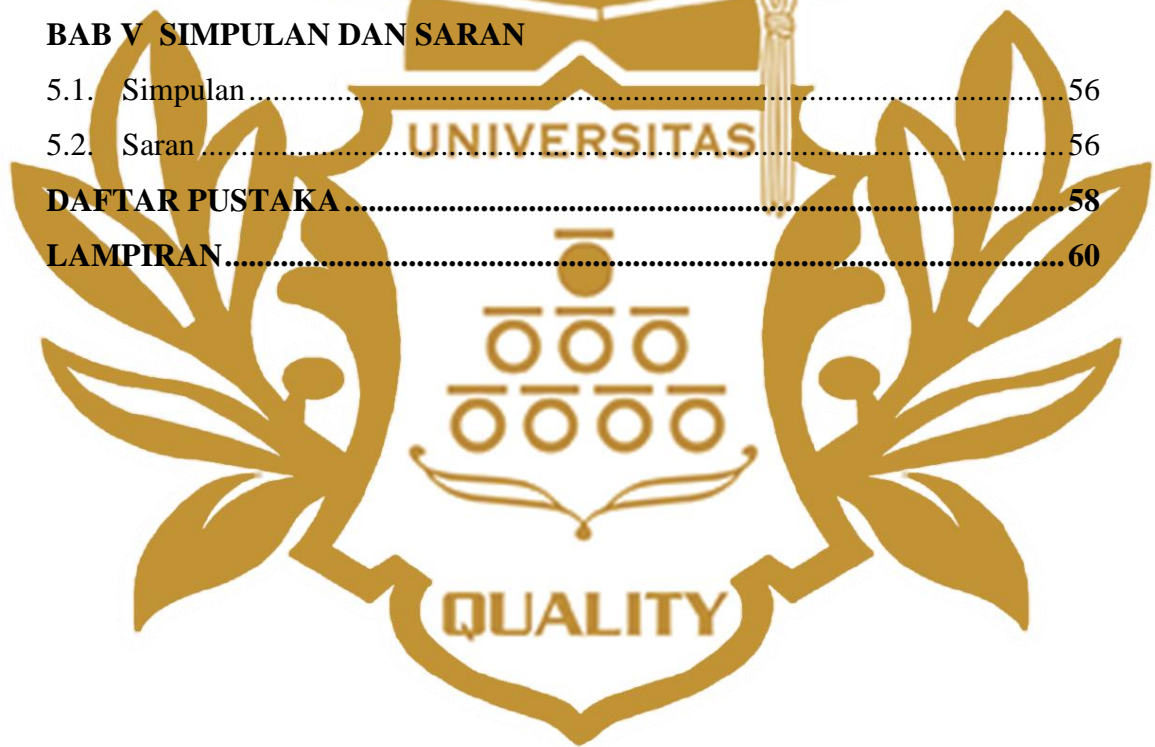 BAB V  SIMPULAN DAN SARAN
5.1. Simpulan....................................................................................................56
UNIVERSITAS
5.2. Saran..........................................................................................................56
DAFTAR PUSTAKA........................................................................................58
LAMPIRAN......................................................................................................60
QUALITY